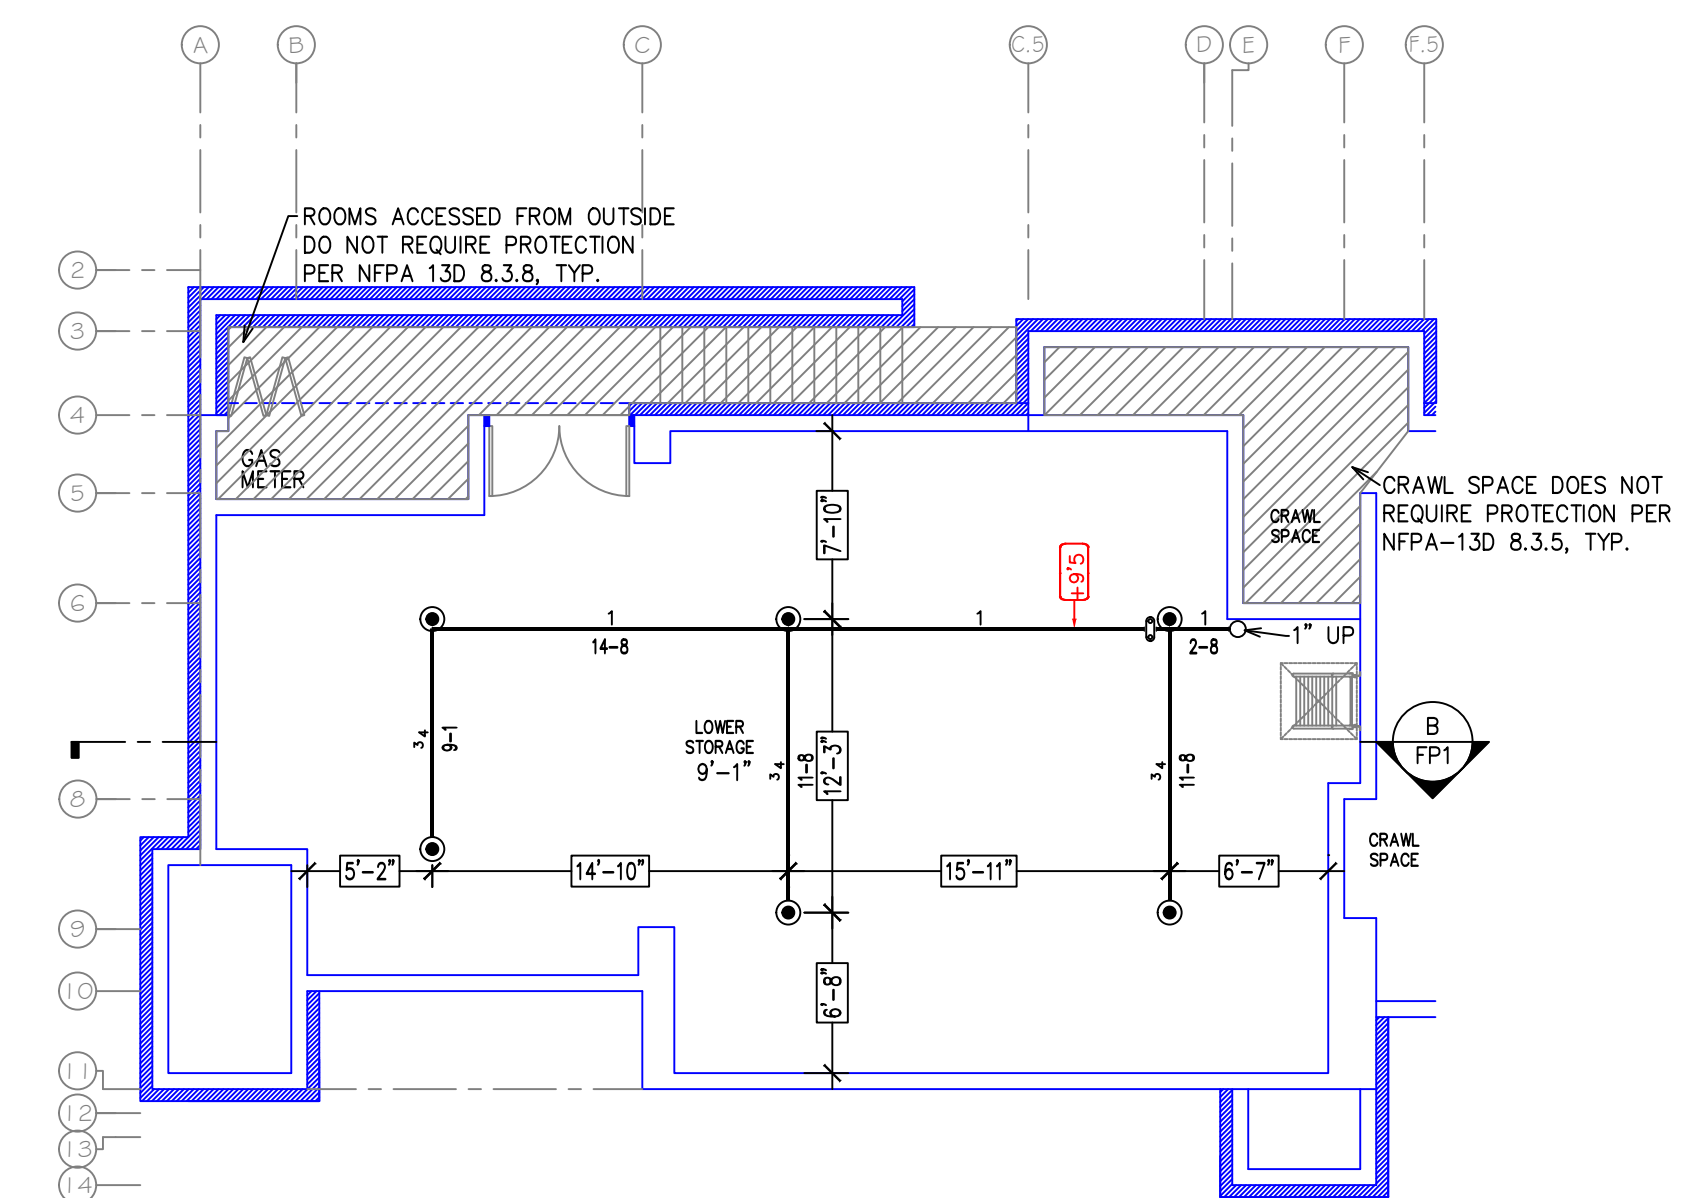 A
B
C
C.5
D
E
F
F.5
ROOMS ACCESSED FROM OUTSIDE
DO NOT REQUIRE PROTECTION
PER NFPA 13D 8.3.8, TYP.
2
3
4
5
6
8
9
10
11
12
13
14
GAS
METER
CRAWL SPACE DOES NOT
REQUIRE PROTECTION PER
NFPA-13D 8.3.5, TYP.
CRAWL
SPACE
7'-10"
+9'5
1
14-8
1
1
2-8
1" UP
3 4
9-1
LOWER
STORAGE
9'-1"
3 4
11-8
12'-3"
3 4
11-8
B
FP1
CRAWL
SPACE
5'-2"
14'-10"
15'-11"
6'-7"
6'-8"